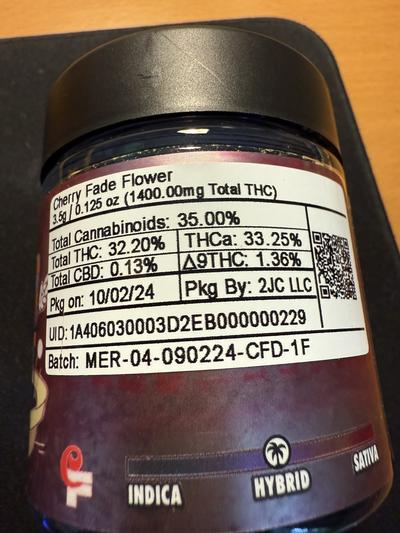 Cherry Fade Flower
3.5g / 0.125 oz (1400.00mg Total THC)
Total Cannabinoids: 35.00%
Total THC: 32.20% THCa: 33.25%
Total CBD: 0.13% Δ9THC: 1.36%
Pkg on: 10/02/24 Pkg By: 2JC LLC
UID: 1A406030003D2EB000000229
Batch: MER-04-090224-CFD-1F
INDICA HYBRID SATIVA